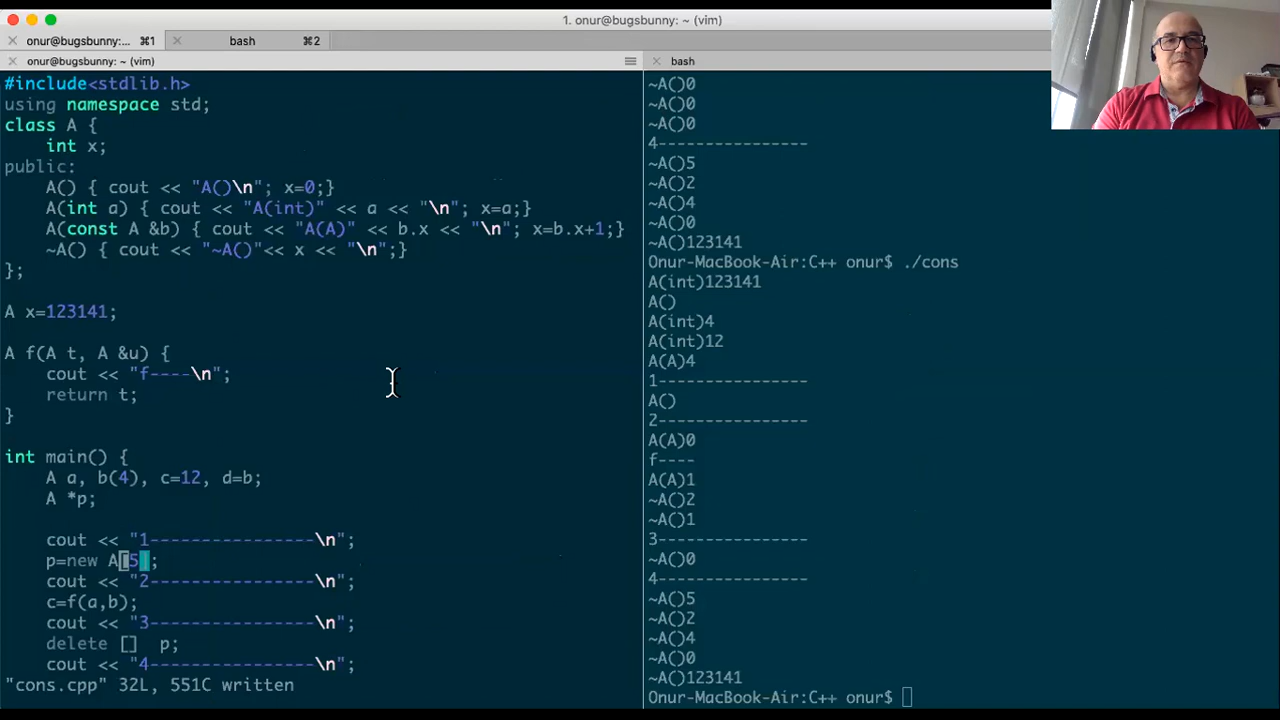 1. onur@bugsbunny: ~ (vim)
onur@bugsbunny:... ⌘1 bash ⌘2
onur@bugsbunny: ~ (vim)
#include<stdlib.h>
using namespace std;
class A {
    int x;
public:
    A() { cout << "A()\n"; x=0;}
    A(int a) { cout << "A(int)" << a << "\n"; x=a;}
    A(const A &b) { cout << "A(A)" << b.x << "\n"; x=b.x+1;}
    ~A() { cout << "~A()"<< x << "\n";}
};
A x=123141;
A f(A t, A &u) {
    cout << "f----\n";
    return t;
}
int main() {
    A a, b(4), c=12, d=b;
    A *p;
    cout << "1----------------\n";
    p=new A[5];
    cout << "2----------------\n";
    c=f(a,b);
    cout << "3----------------\n";
    delete []  p;
    cout << "4----------------\n";
"cons.cpp" 32L, 551C written
bash
~A()0
~A()0
~A()0
4----------------
~A()5
~A()2
~A()4
~A()0
~A()123141
Onur-MacBook-Air:C++ onur$ ./cons
A(int)123141
A()
A(int)4
A(int)12
A(A)4
1----------------
A()
2----------------
A(A)0
f----
A(A)1
~A()2
~A()1
3----------------
~A()0
4----------------
~A()5
~A()2
~A()4
~A()0
~A()123141
Onur-MacBook-Air:C++ onur$